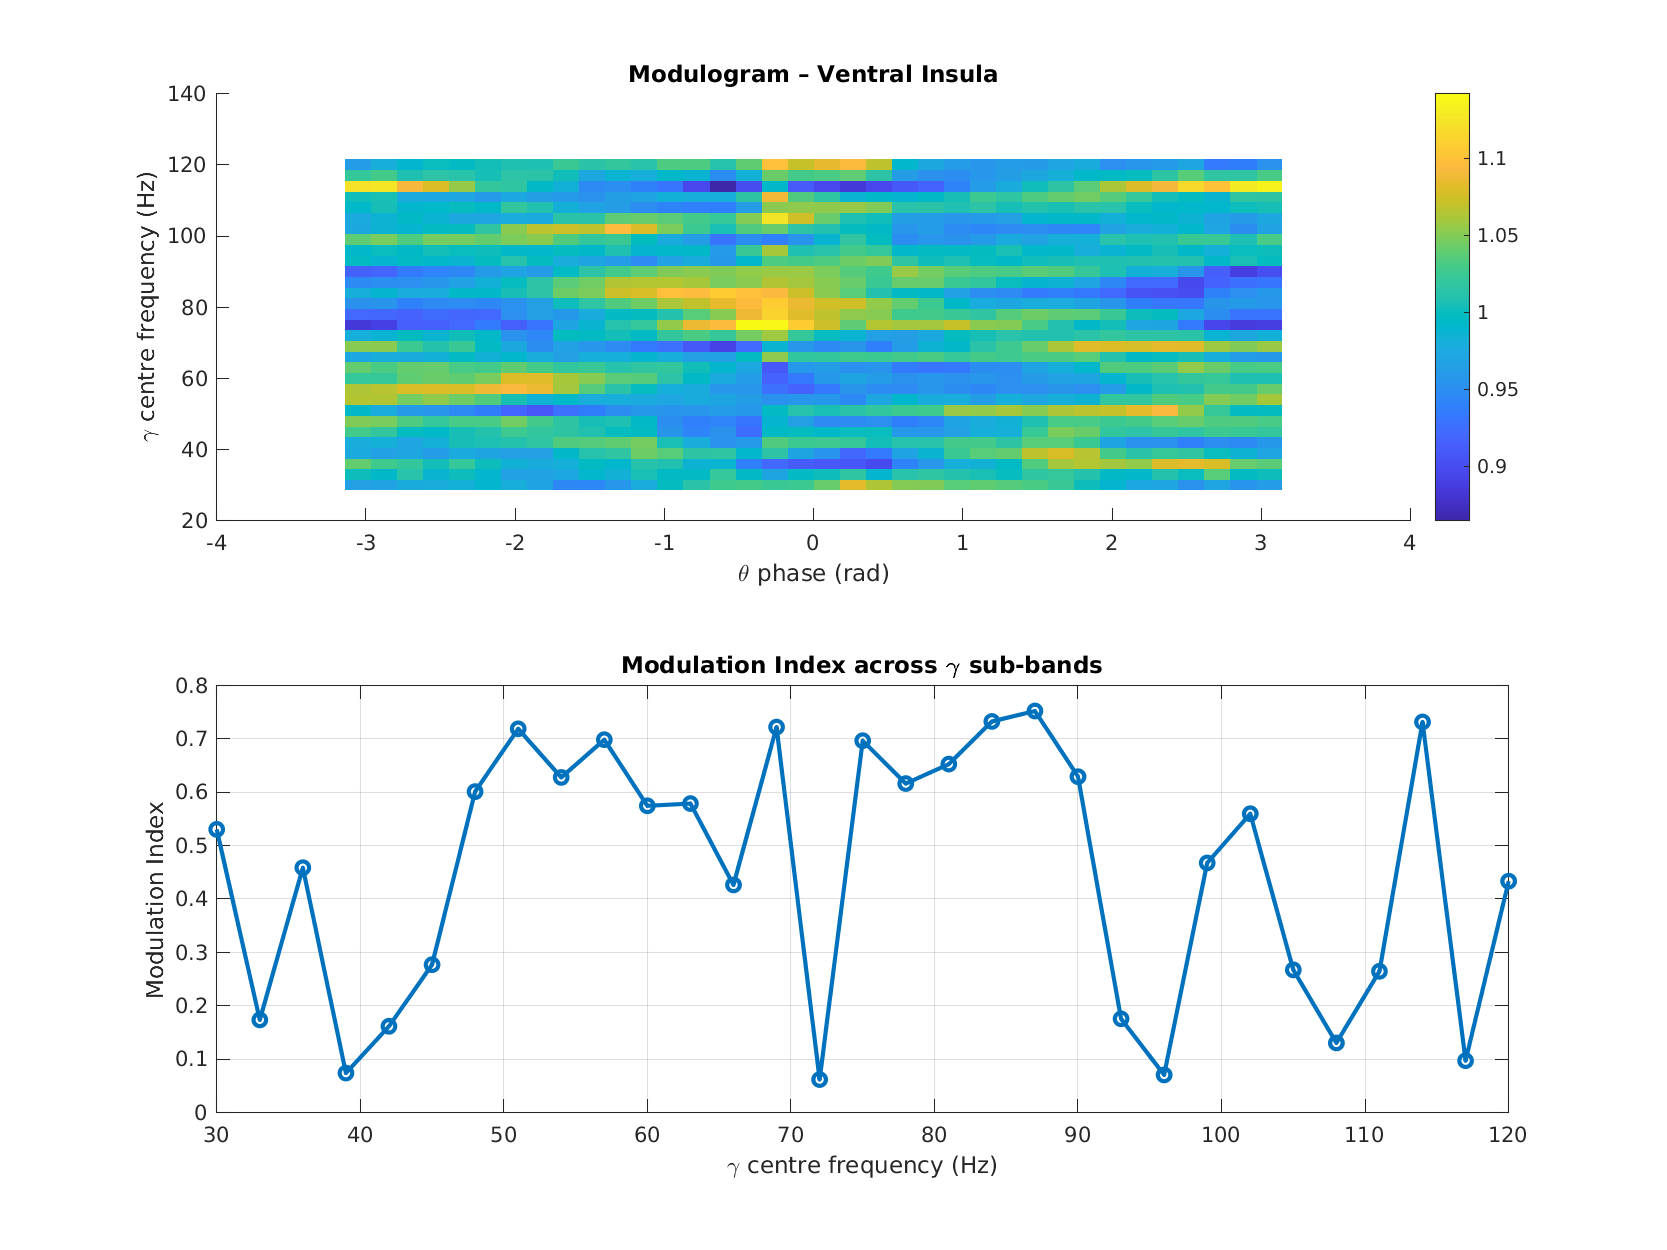 Modulogram – Ventral Insula
140
120
100
80
60
40
20
γ centre frequency (Hz)
-4 -3 -2 -1 0 1 2 3 4
θ phase (rad)
1.1
1.05
1
0.95
0.9
Modulation Index across γ sub-bands
0.8
0.7
0.6
0.5
0.4
0.3
0.2
0.1
0
Modulation Index
30 40 50 60 70 80 90 100 110 120
γ centre frequency (Hz)